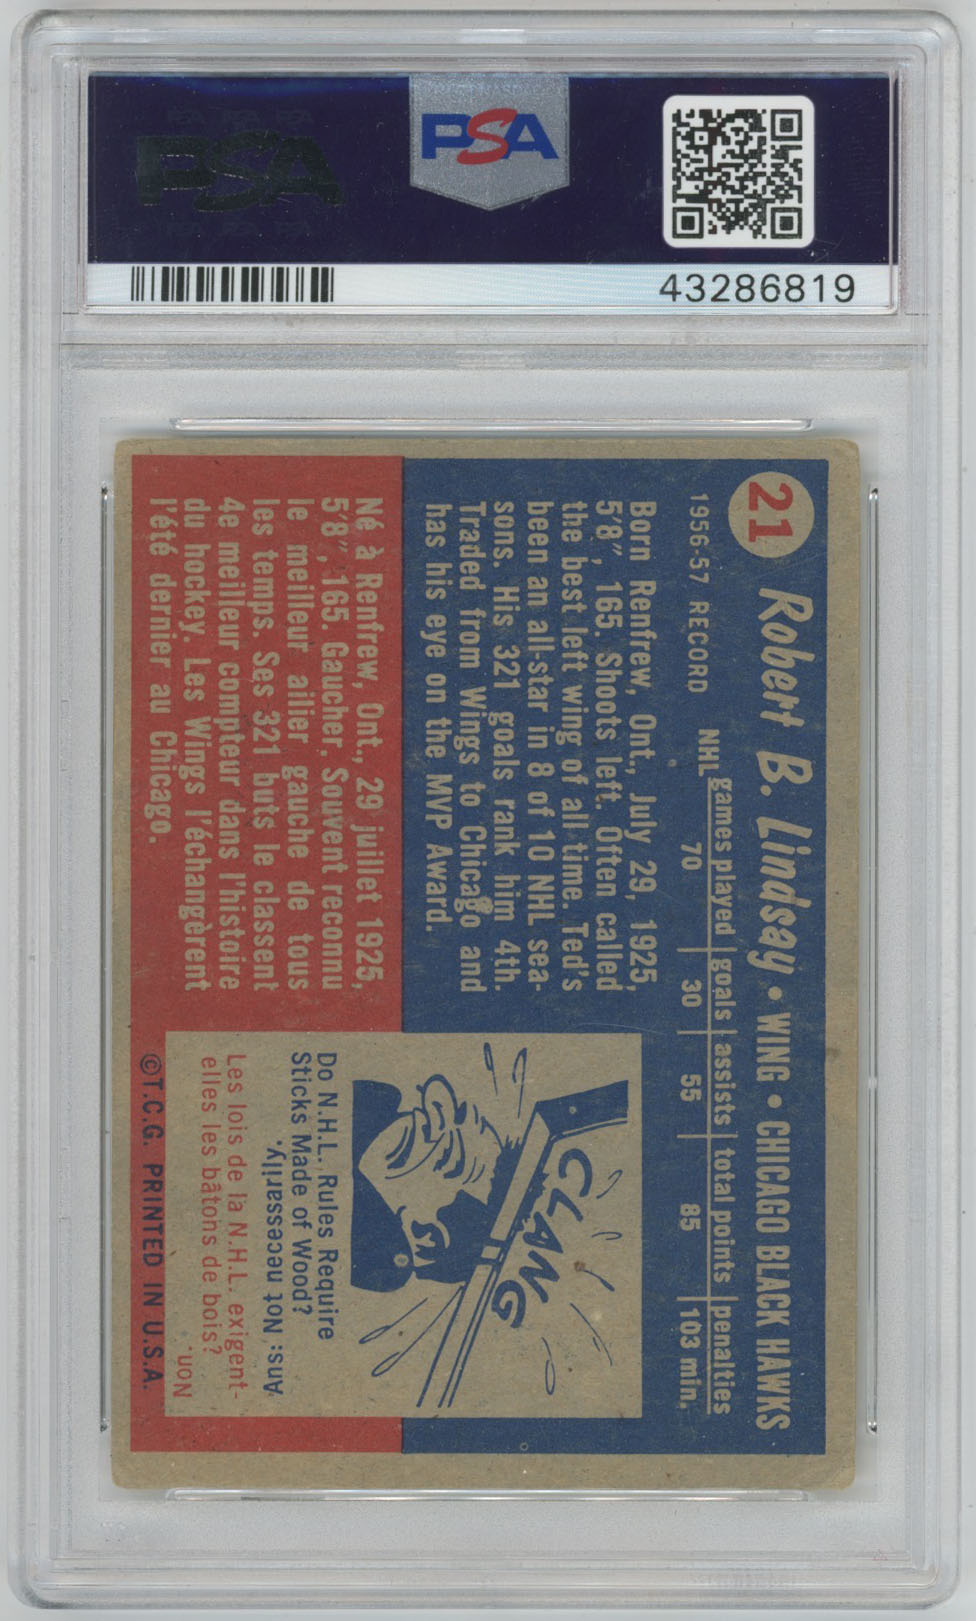 PSA
PSA
43286819
21 Robert B. Lindsay • WING • CHICAGO BLACK HAWKS
1956-57 RECORD
games played goals assists total points penalties
NHL 70 30 55 85 103 min.
Born Renfrew, Ont., July 29, 1925,
5'8", 165. Shoots left. Often called
the best left wing of all time. Ted's
been an all-star in 8 of 10 NHL sea-
sons. His 321 goals rank him 4th.
Traded from Wings to Chicago and
has his eye on the MVP Award.
Né à Renfrew, Ont., 29 juillet 1925,
5'8", 165. Gaucher. Souvent reconnu
le meilleur ailier gauche de tous
les temps. Ses 321 buts le classent
4e meilleur compteur dans l'histoire
du hockey. Les Wings l'échangèrent
l'été dernier au Chicago.
CLANG
Do N.H.L. Rules Require
Sticks Made of Wood?
Ans: Not necessarily.
Les lois de la N.H.L. exigent-
elles les bâtons de bois?
Non.
©T.C.G. PRINTED IN U.S.A.